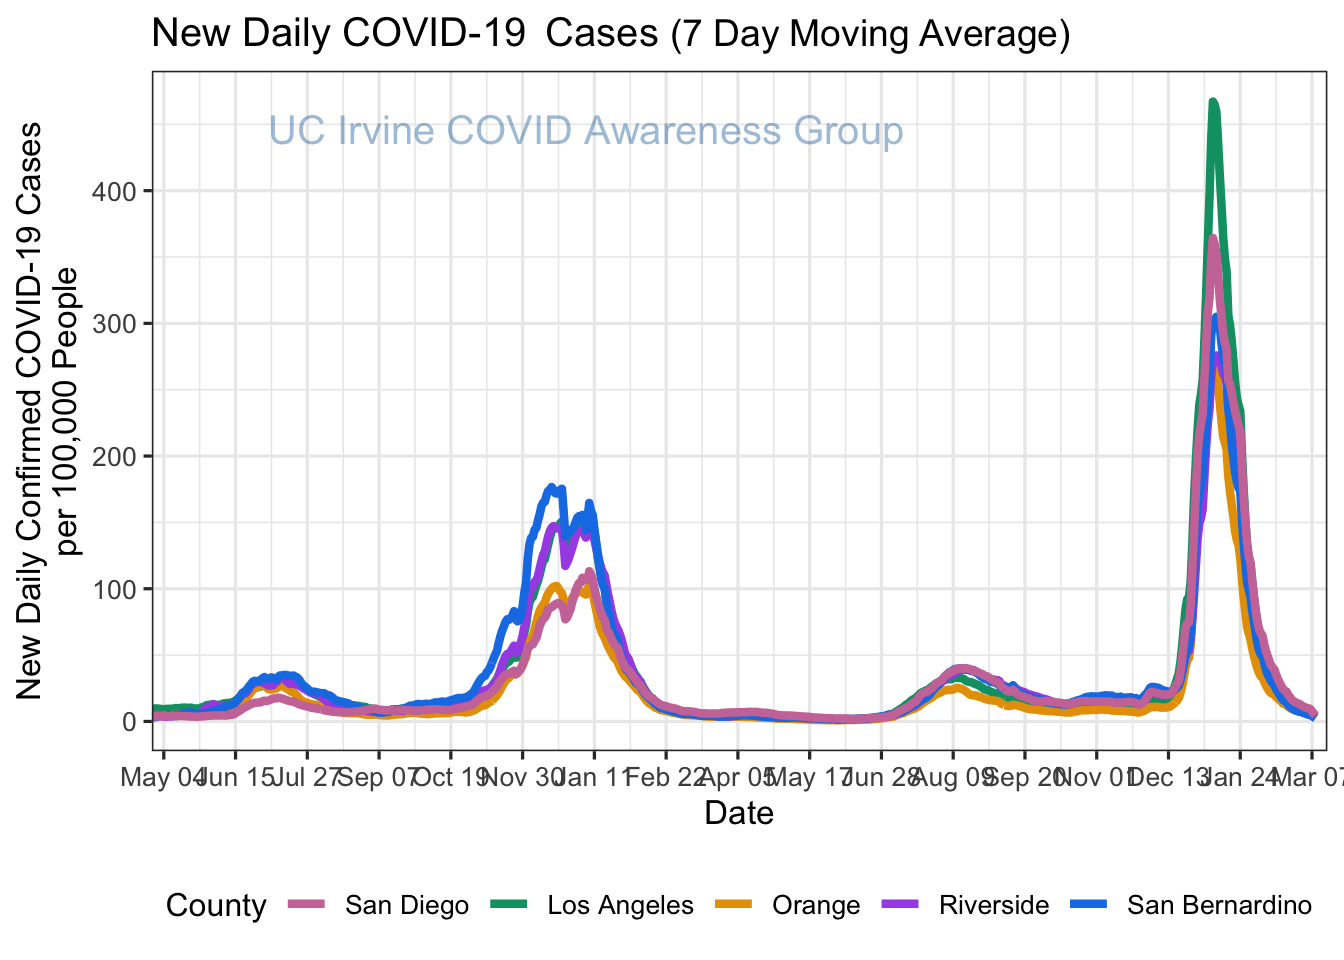 New Daily COVID-19  Cases (7 Day Moving Average)
UC Irvine COVID Awareness Group
New Daily Confirmed COVID-19 Cases
per 100,000 People
400
300
200
100
0
May 04 Jun 15 Jul 27 Sep 07 Oct 19 Nov 30 Jan 11 Feb 22 Apr 05 May 17 Jun 28 Aug 09 Sep 20 Nov 01 Dec 13 Jan 24 Mar 07
Date
County San Diego Los Angeles Orange Riverside San Bernardino